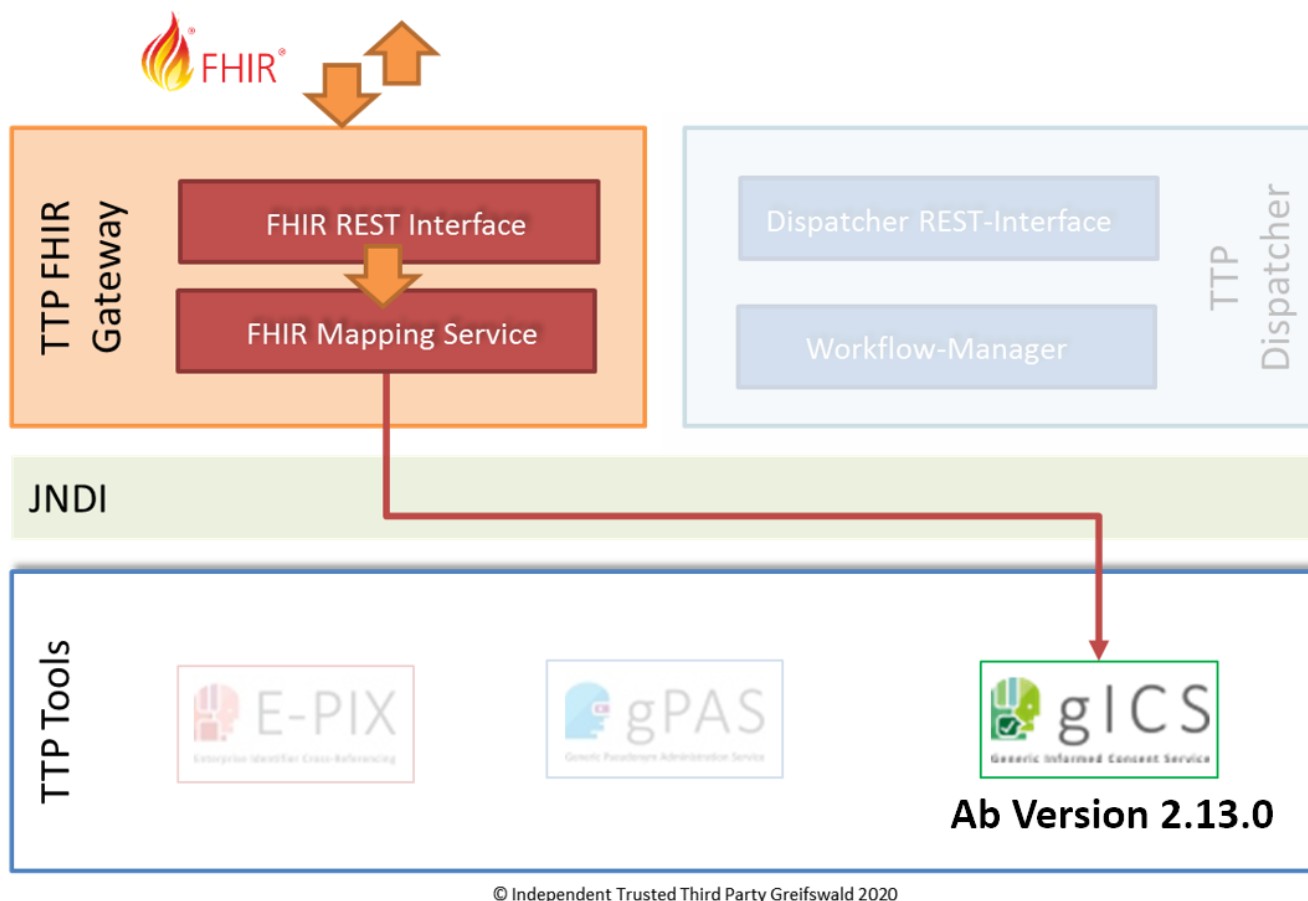 FHIR®
TTP FHIR
Gateway
FHIR REST Interface
FHIR Mapping Service
Dispatcher REST-Interface
Workflow-Manager
TTP
Dispatcher
JNDI
TTP Tools
E-PIX
Enterprise Identifier Cross-Referencing
gPAS
Generic Pseudonym Administration Service
gICS
Generic Informed Consent Service
Ab Version 2.13.0
© Independent Trusted Third Party Greifswald 2020